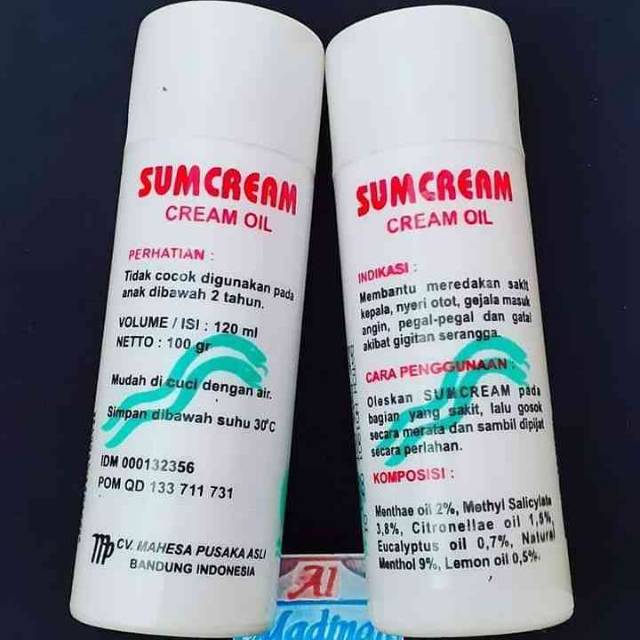 SUMCREAM
CREAM OIL
PERHATIAN :
Tidak cocok digunakan pada
anak dibawah 2 tahun.
VOLUME / ISI : 120 ml
NETTO : 100 gr
Mudah di cuci dengan air.
Simpan dibawah suhu 30°C
IDM 000132356
POM QD 133 711 731
CV. MAHESA PUSAKA ASLI
BANDUNG INDONESIA
SUMCREAM
CREAM OIL
INDIKASI :
Membantu meredakan sakit
kepala, nyeri otot, gejala masuk
angin, pegal-pegal dan gatal
akibat gigitan serangga.
CARA PENGGUNAAN :
Oleskan SUMCREAM pada
bagian yang sakit, lalu gosok
secara merata dan sambil dipijat
secara perlahan.
KOMPOSISI :
Menthae oil 2%, Methyl Salicylate
3,8%, Citronellae oil 1,5%,
Eucalyptus oil 0,7%, Natural
Menthol 9%, Lemon oil 0,5%.
Al